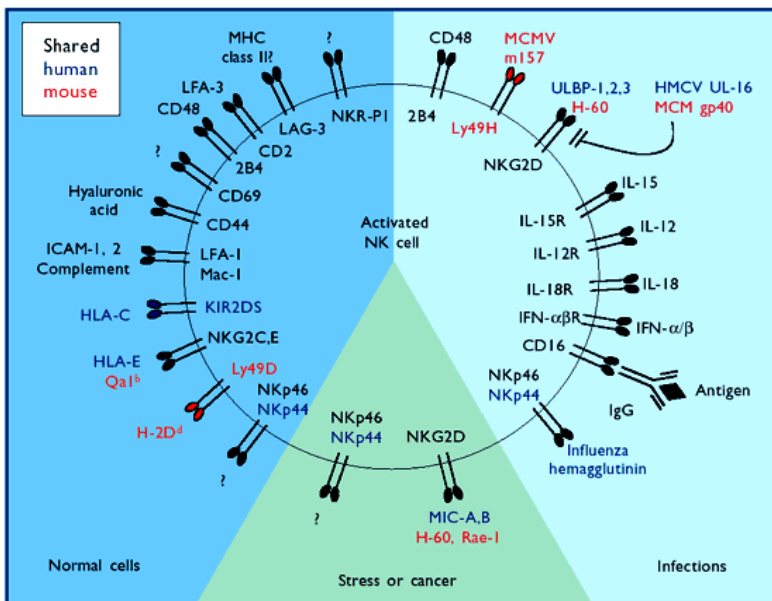 Shared
human
mouse
MHC
class II?
?
LFA-3
CD48
?
Hyaluronic
acid
ICAM-1, 2
Complement
HLA-C
HLA-E
Qa1ᵇ
H-2Dᵈ
?
LAG-3
NKR-P1
CD2
2B4
CD69
CD44
LFA-1
Mac-1
KIR2DS
NKG2C,E
Ly49D
NKp46
NKp44
Normal cells
Activated
NK cell
CD48
2B4
MCMV
m157
Ly49H
ULBP-1,2,3
H-60
NKG2D
HMCV UL-16
MCM gp40
IL-15
IL-15R
IL-12
IL-12R
IL-18
IL-18R
IFN-αβR
IFN-α/β
CD16
IgG
Antigen
NKp46
NKp44
Influenza
hemagglutinin
Infections
NKp46
NKp44
?
NKG2D
MIC-A,B
H-60, Rae-1
Stress or cancer